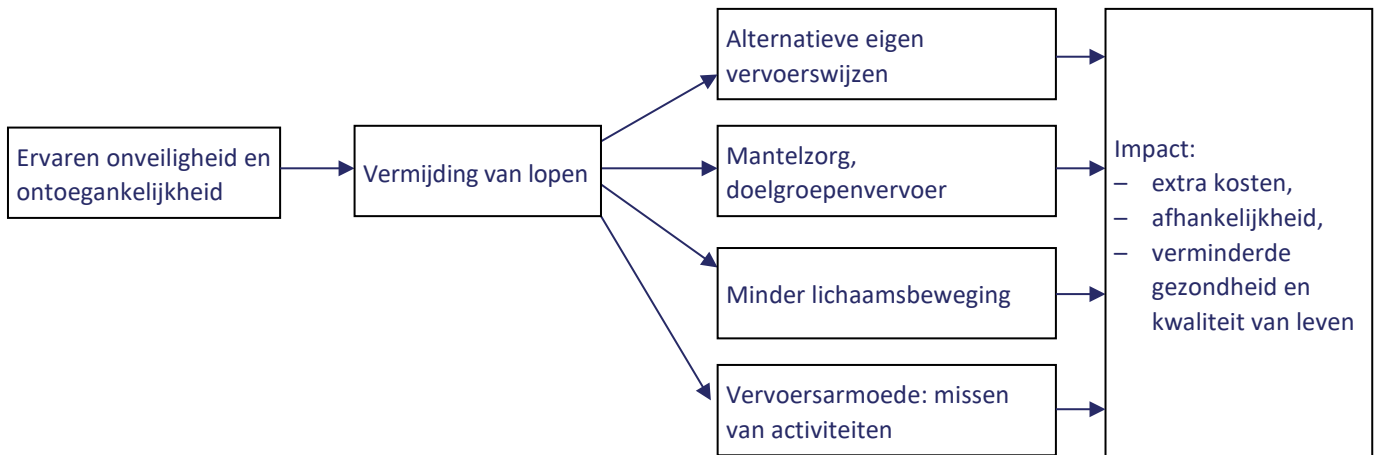 Ervaren onveiligheid en
ontoegankelijkheid
Vermijding van lopen
Alternatieve eigen
vervoerswijzen
Mantelzorg,
doelgroepenvervoer
Minder lichaamsbeweging
Vervoersarmoede: missen
van activiteiten
Impact:
– extra kosten,
– afhankelijkheid,
– verminderde
gezondheid en
kwaliteit van leven